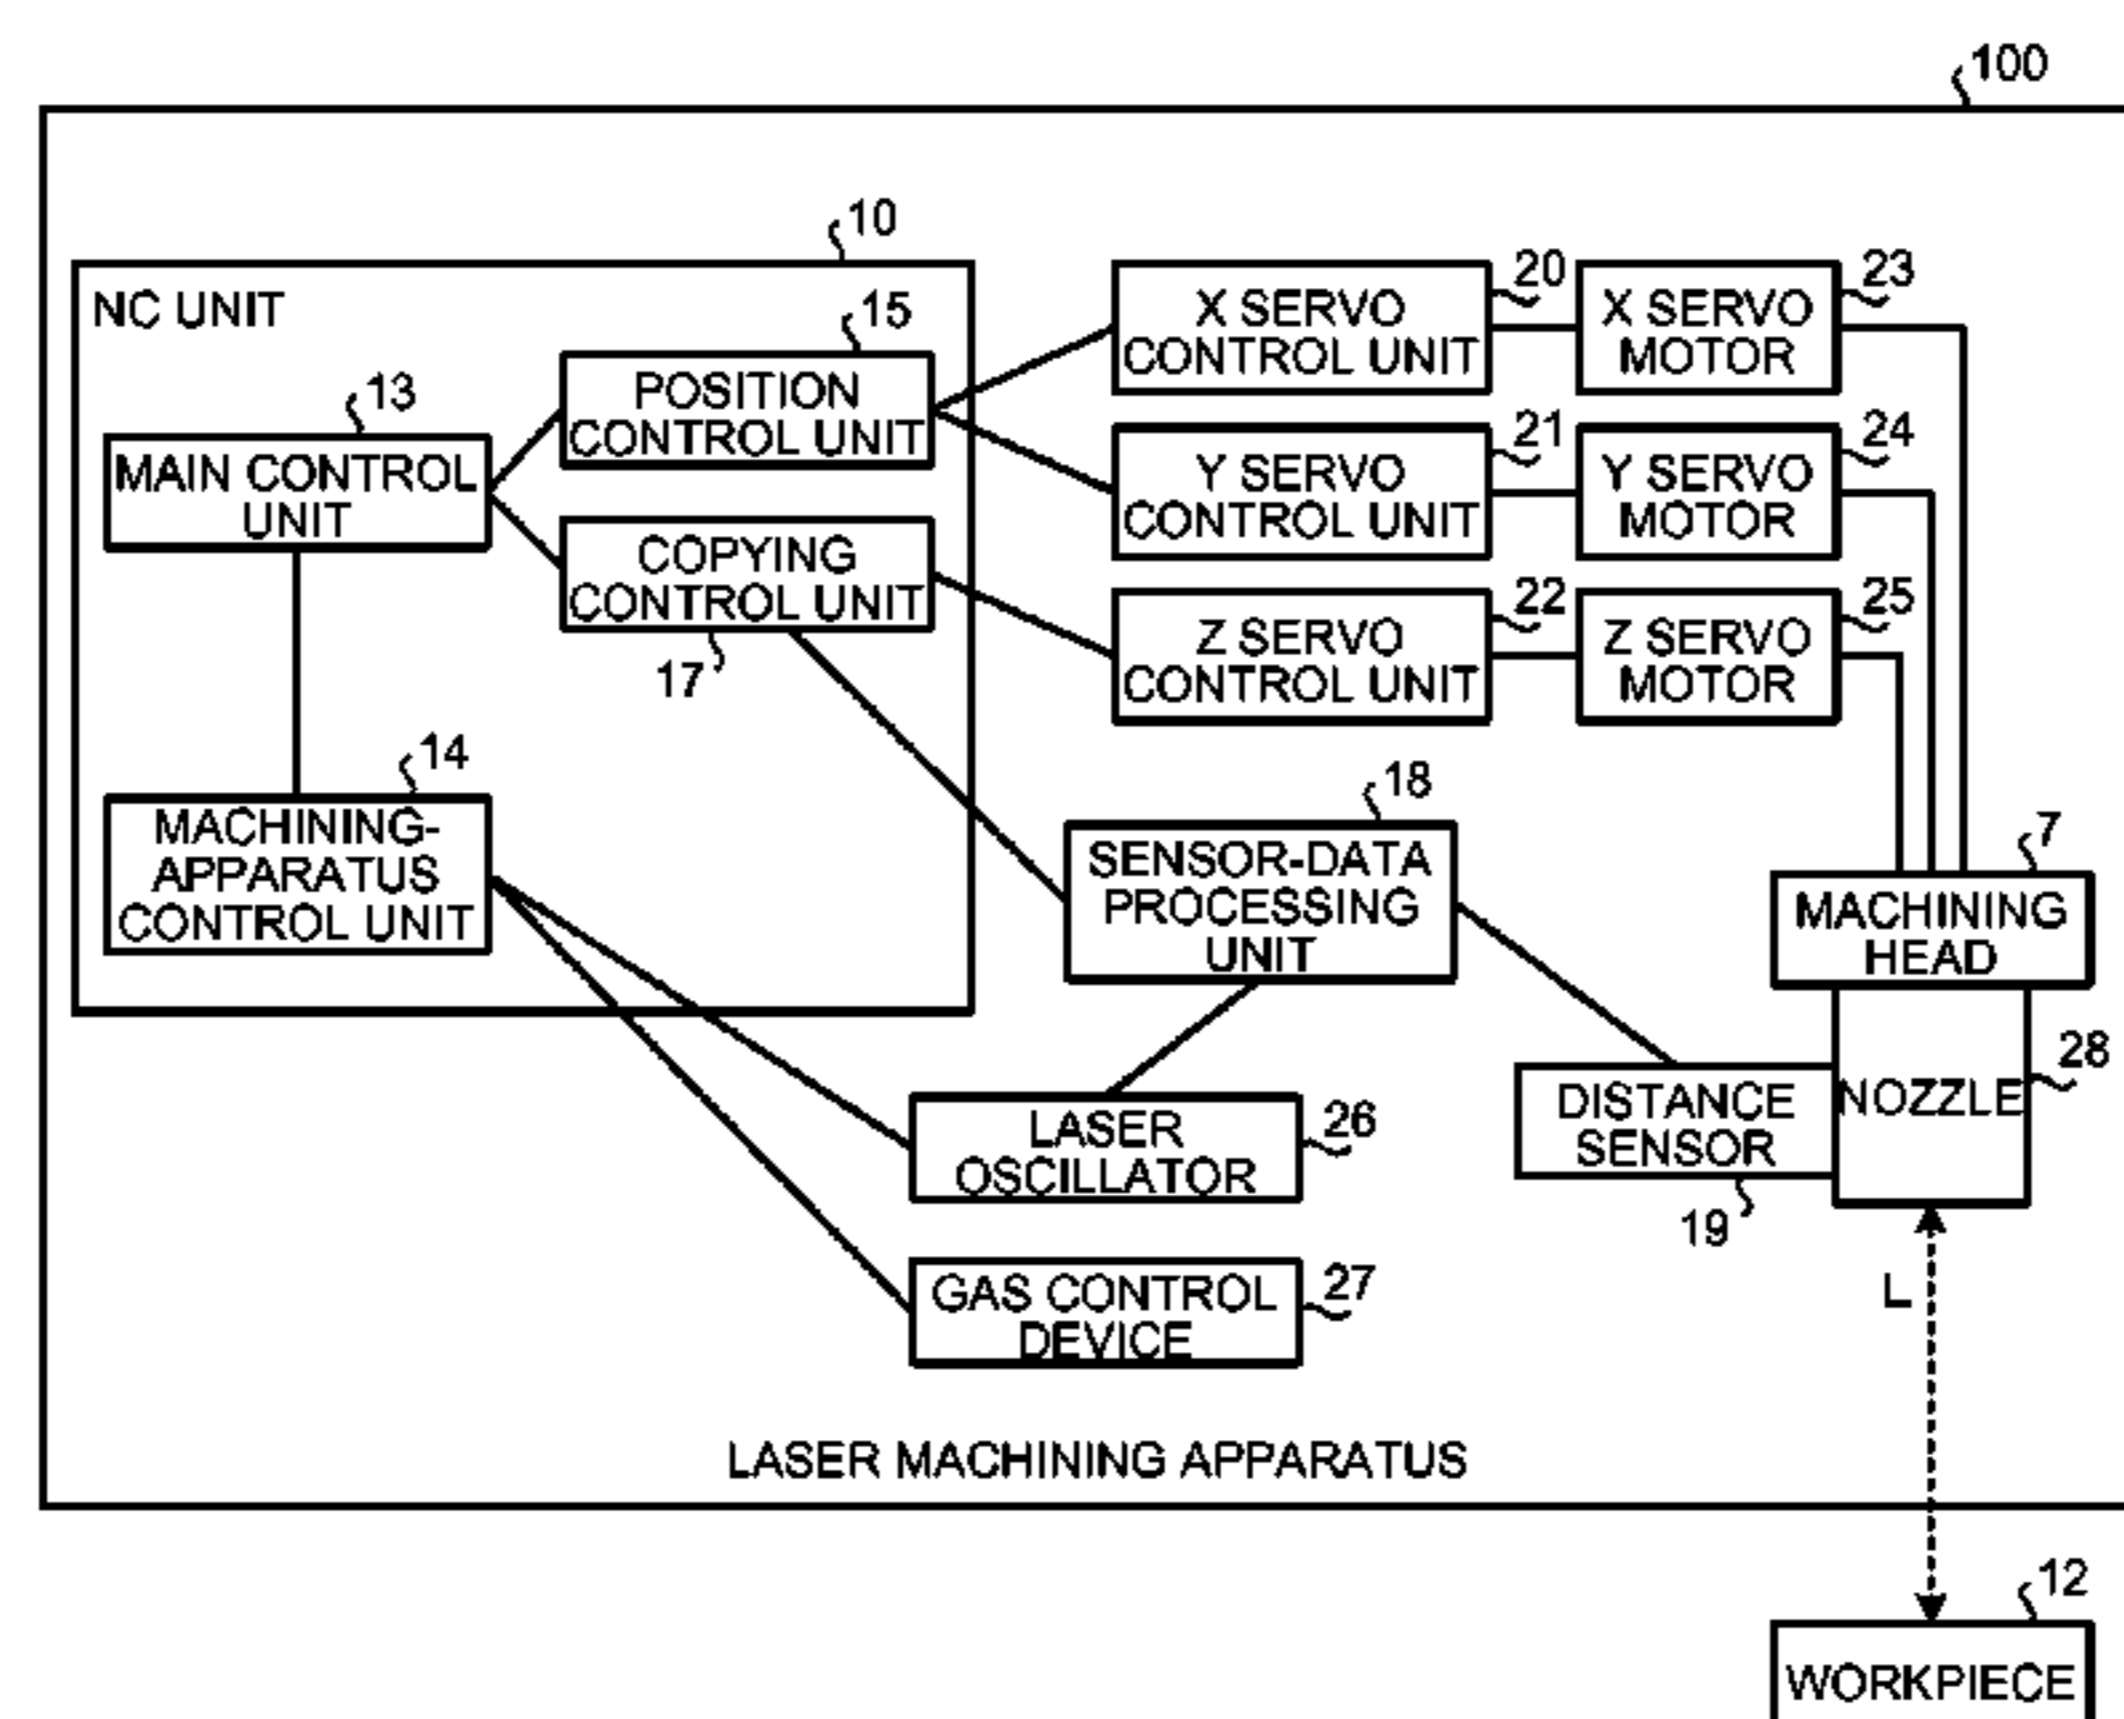 100
10
NC UNIT
15
POSITION
CONTROL UNIT
13
MAIN CONTROL
UNIT
COPYING
CONTROL UNIT
17
14
MACHINING-
APPARATUS
CONTROL UNIT
20
X SERVO
CONTROL UNIT
23
X SERVO
MOTOR
21
Y SERVO
CONTROL UNIT
24
Y SERVO
MOTOR
22
Z SERVO
CONTROL UNIT
25
Z SERVO
MOTOR
18
SENSOR-DATA
PROCESSING
UNIT
7
MACHINING
HEAD
28
NOZZLE
DISTANCE
SENSOR
19
26
LASER
OSCILLATOR
27
GAS CONTROL
DEVICE
L
LASER MACHINING APPARATUS
12
WORKPIECE